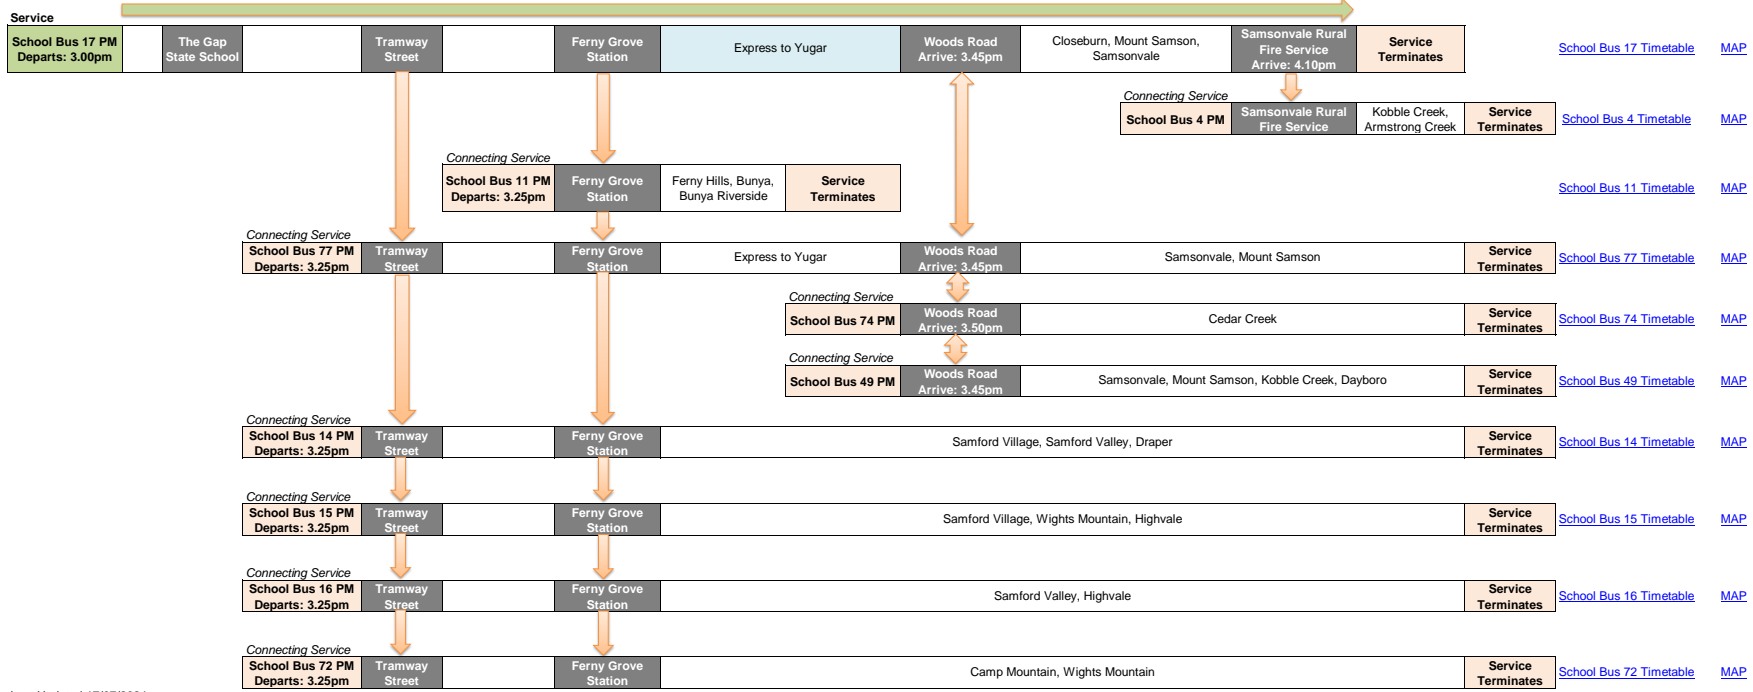 Service
School Bus 17 PM
Departs: 3.00pm
The Gap
State School
Tramway
Street
Ferny Grove
Station
Express to Yugar
Woods Road
Arrive: 3.45pm
Closeburn, Mount Samson,
Samsonvale
Samsonvale Rural
Fire Service
Arrive: 4.10pm
Service
Terminates
School Bus 17 Timetable
MAP
Connecting Service
School Bus 4 PM
Samsonvale Rural
Fire Service
Kobble Creek,
Armstrong Creek
Service
Terminates
School Bus 4 Timetable
MAP
Connecting Service
School Bus 11 PM
Departs: 3.25pm
Ferny Grove
Station
Ferny Hills, Bunya,
Bunya Riverside
Service
Terminates
School Bus 11 Timetable
MAP
Connecting Service
School Bus 77 PM
Departs: 3.25pm
Tramway
Street
Ferny Grove
Station
Express to Yugar
Woods Road
Arrive: 3.45pm
Samsonvale, Mount Samson
Service
Terminates
School Bus 77 Timetable
MAP
Connecting Service
School Bus 74 PM
Woods Road
Arrive: 3.50pm
Cedar Creek
Service
Terminates
School Bus 74 Timetable
MAP
Connecting Service
School Bus 49 PM
Woods Road
Arrive: 3.45pm
Samsonvale, Mount Samson, Kobble Creek, Dayboro
Service
Terminates
School Bus 49 Timetable
MAP
Connecting Service
School Bus 14 PM
Departs: 3.25pm
Tramway
Street
Ferny Grove
Station
Samford Village, Samford Valley, Draper
Service
Terminates
School Bus 14 Timetable
MAP
Connecting Service
School Bus 15 PM
Departs: 3.25pm
Tramway
Street
Ferny Grove
Station
Samford Village, Wights Mountain, Highvale
Service
Terminates
School Bus 15 Timetable
MAP
Connecting Service
School Bus 16 PM
Departs: 3.25pm
Tramway
Street
Ferny Grove
Station
Samford Valley, Highvale
Service
Terminates
School Bus 16 Timetable
MAP
Connecting Service
School Bus 72 PM
Departs: 3.25pm
Tramway
Street
Ferny Grove
Station
Camp Mountain, Wights Mountain
Service
Terminates
School Bus 72 Timetable
MAP